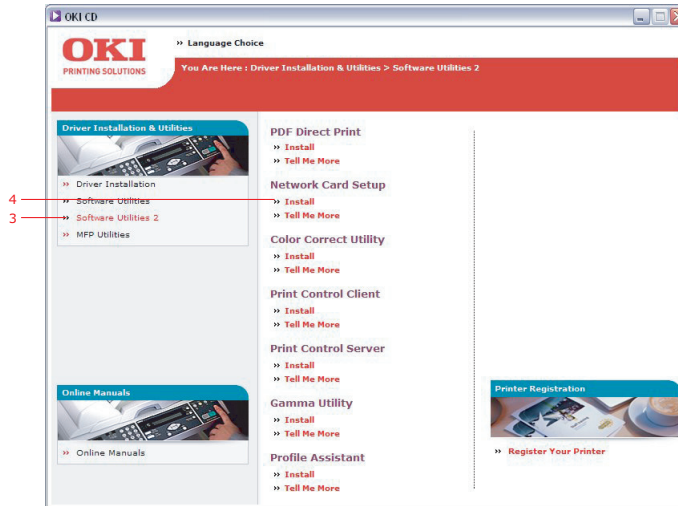 OKI CD
OKI
PRINTING SOLUTIONS
»» Language Choice
You Are Here : Driver Installation & Utilities > Software Utilities 2
Driver Installation & Utilities
»» Driver Installation
»» Software Utilities
»» Software Utilities 2
»» MFP Utilities
4
3
Online Manuals
»» Online Manuals
PDF Direct Print
»» Install
»» Tell Me More
Network Card Setup
»» Install
»» Tell Me More
Color Correct Utility
»» Install
»» Tell Me More
Print Control Client
»» Install
»» Tell Me More
Print Control Server
»» Install
»» Tell Me More
Gamma Utility
»» Install
»» Tell Me More
Profile Assistant
»» Install
»» Tell Me More
Printer Registration
»» Register Your Printer